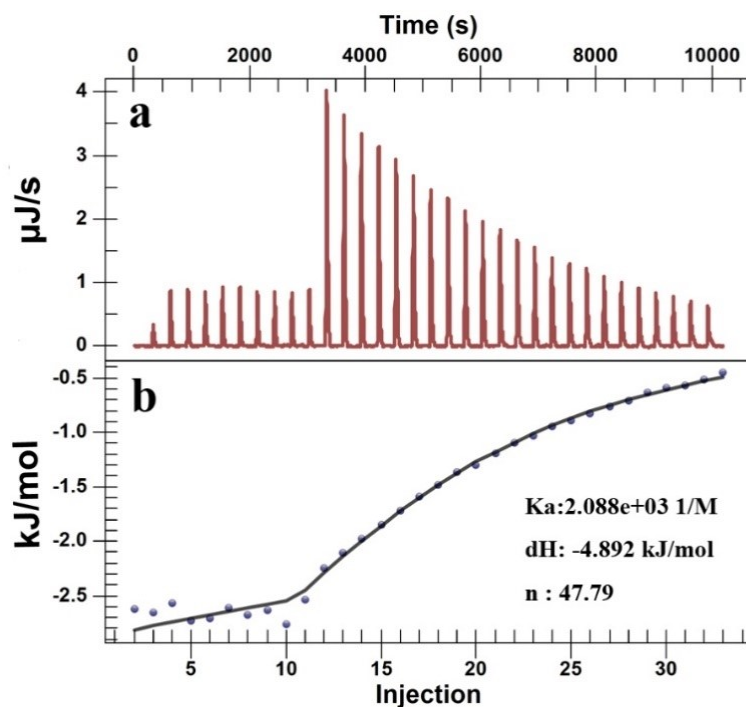 Time (s)
0 2000 4000 6000 8000 10000
a
µJ/s
4
3
2
1
0
b
kJ/mol
-0.5
-1.0
-1.5
-2.0
-2.5
Ka:2.088e+03 1/M
dH: -4.892 kJ/mol
n : 47.79
5 10 15 20 25 30
Injection